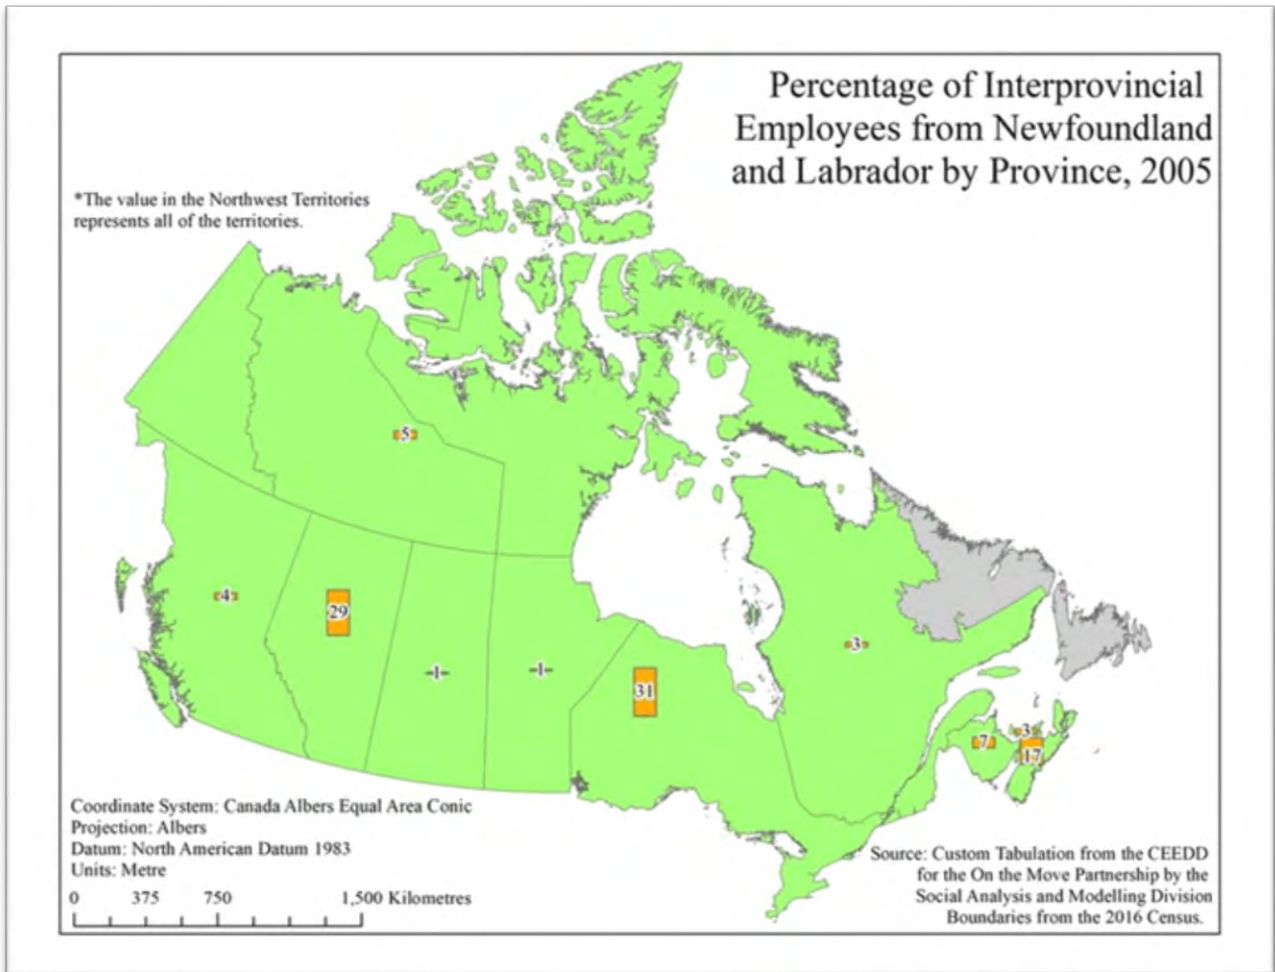 Percentage of Interprovincial
Employees from Newfoundland
and Labrador by Province, 2005
*The value in the Northwest Territories
represents all of the territories.
5
4
29
1
1
31
3
7
3
17
Coordinate System: Canada Albers Equal Area Conic
Projection: Albers
Datum: North American Datum 1983
Units: Metre
0 375 750 1,500 Kilometres
Source: Custom Tabulation from the CEEDD
for the On the Move Partnership by the
Social Analysis and Modelling Division
Boundaries from the 2016 Census.